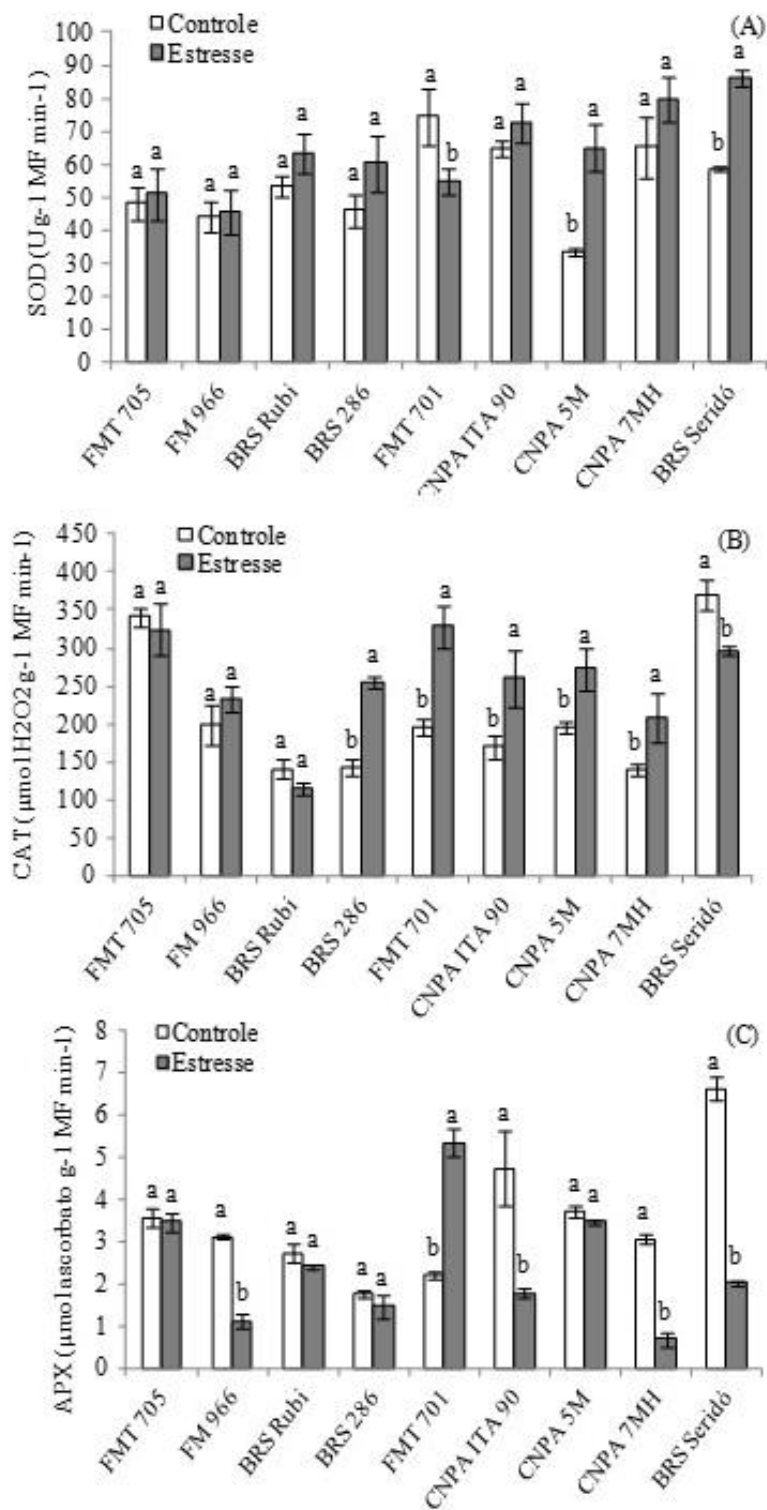 (A)
Controle
Estresse
SOD (Ug-1 MF min-1)
100
90
80
70
60
50
40
30
20
10
0
a a a a a a a a a b a a b a a a b a
FMT 705
FM 966
BRS Rubi
BRS 286
FMT 701
CNPA ITA 90
CNPA 5M
CNPA 7MH
BRS Seridó
(B)
Controle
Estresse
CAT (µmol H2O2 g-1 MF min-1)
450
400
350
300
250
200
150
100
50
0
a a a a a a b a b a b a b a b a a b
FMT 705
FM 966
BRS Rubi
BRS 286
FMT 701
CNPA ITA 90
CNPA 5M
CNPA 7MH
BRS Seridó
(C)
Controle
Estresse
APX (µmol ascorbato g-1 MF min-1)
8
7
6
5
4
3
2
1
0
a a a b a a a a b a a b a a a b a b
FMT 705
FM 966
BRS Rubi
BRS 286
FMT 701
CNPA ITA 90
CNPA 5M
CNPA 7MH
BRS Seridó